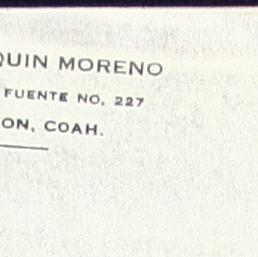 QUIN MORENO
FUENTE NO. 227
ON, COAH.